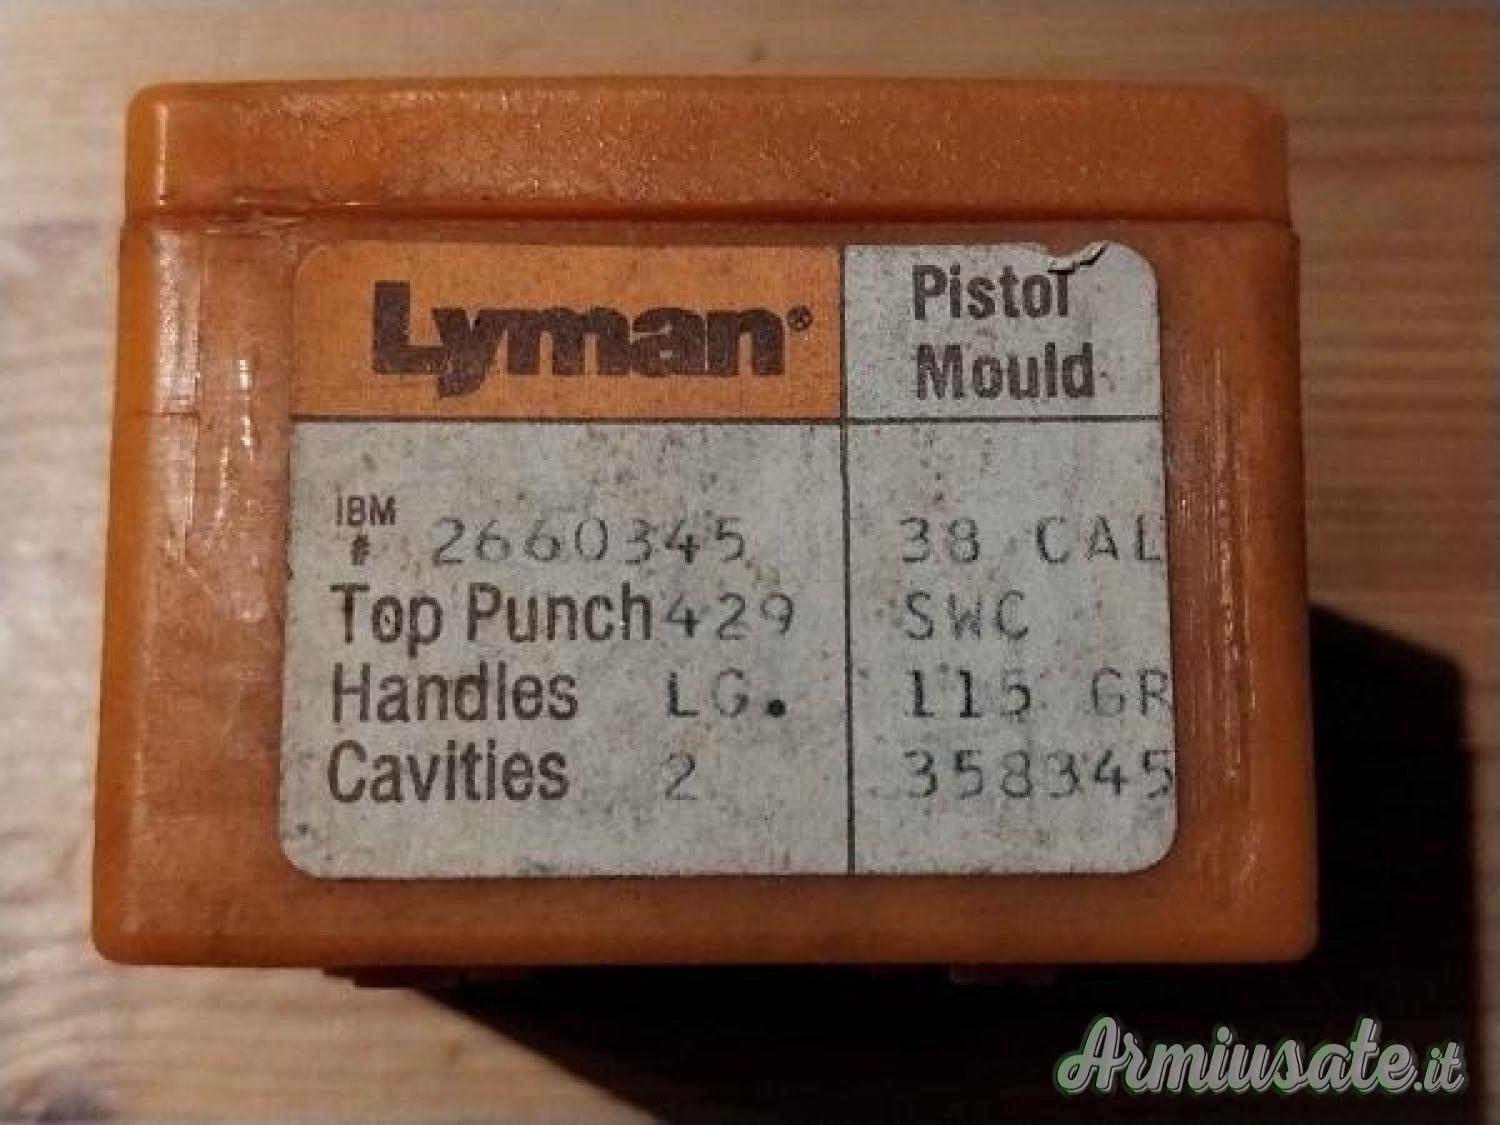 Lyman®
Pistol
Mould
IBM
# 2660345
Top Punch 429
Handles LG.
Cavities 2
38 CAL
SWC
115 GR
358345
Armiusate.it